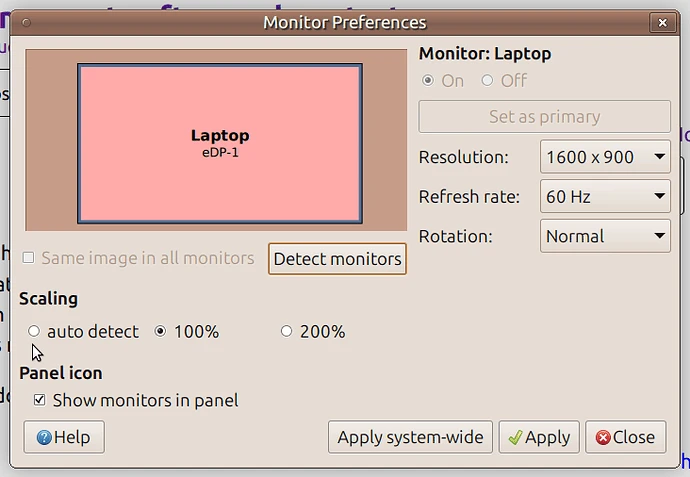 Monitor Preferences
Laptop
eDP-1
Same image in all monitors
Detect monitors
Monitor: Laptop
On
Off
Set as primary
Resolution:
1600 x 900
Refresh rate:
60 Hz
Rotation:
Normal
Scaling
auto detect
100%
200%
Panel icon
Show monitors in panel
Help
Apply system-wide
Apply
Close